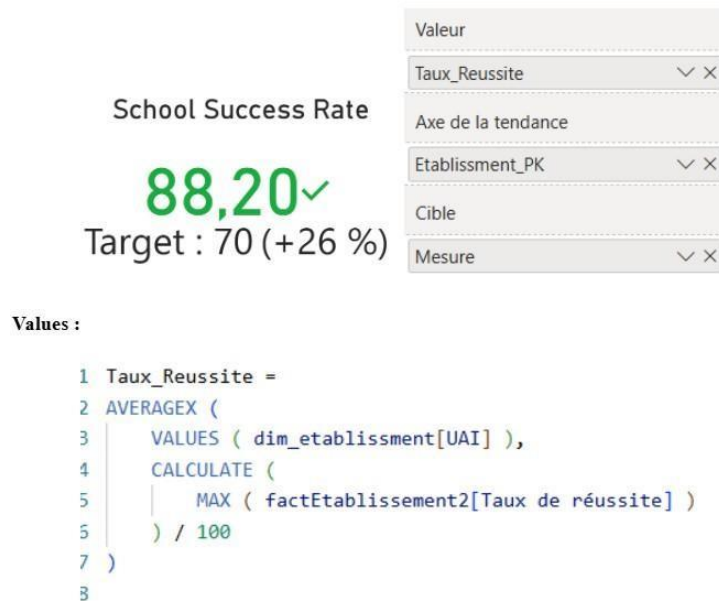 Valeur
Taux_Reussite
School Success Rate
Axe de la tendance
88,20
Etablissment_PK
Target : 70 (+26 %)
Cible
Mesure
Values :
1 Taux_Reussite =
2 AVERAGEX (
3 VALUES ( dim_etablissment[UAI] ),
4 CALCULATE (
5 MAX ( factEtablissement2[Taux de réussite] )
6 ) / 100
7 )
8